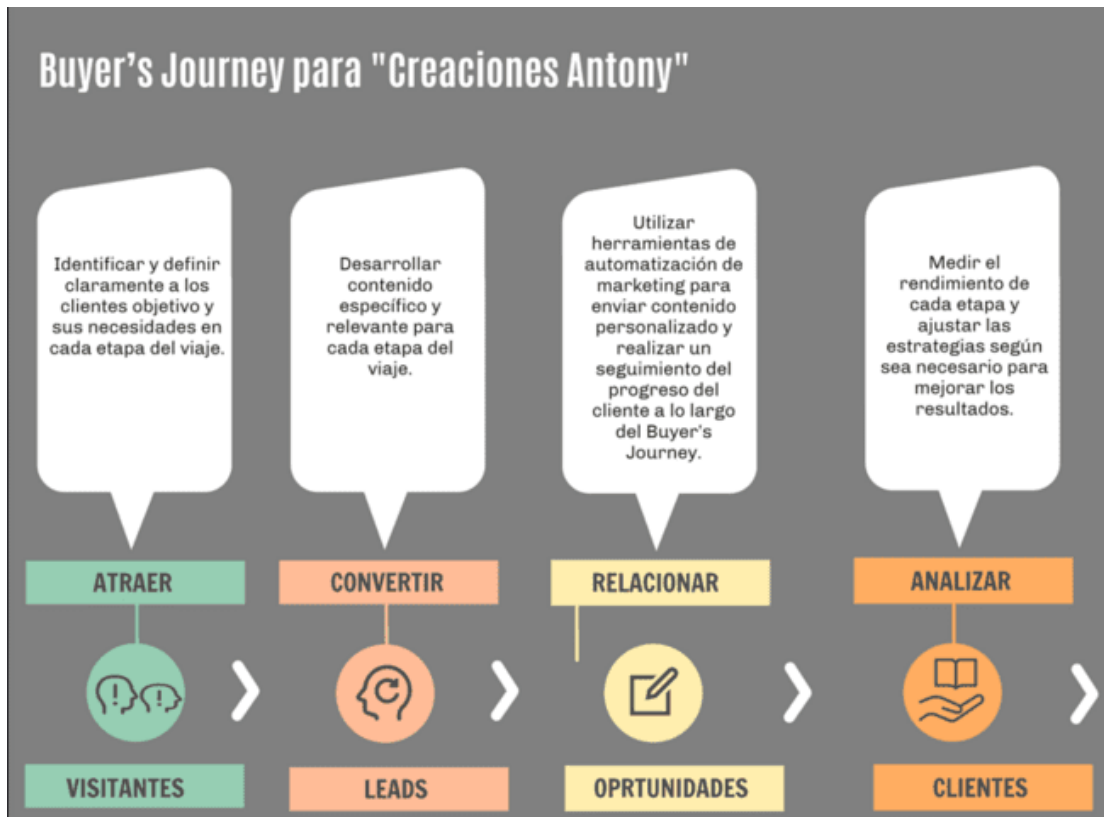 Buyer's Journey para "Creaciones Antony"
Identificar y definir
claramente a los
clientes objetivo y
sus necesidades en
cada etapa del viaje.
Desarrollar
contenido
específico y
relevante para
cada etapa del
viaje.
Utilizar
herramientas de
automatización de
marketing para
enviar contenido
personalizado y
realizar un
seguimiento del
progreso del
cliente a lo largo
del Buyer's
Journey.
Medir el
rendimiento de
cada etapa y
ajustar las
estrategias según
sea necesario para
mejorar los
resultados.
ATRAER
CONVERTIR
RELACIONAR
ANALIZAR
VISITANTES
LEADS
OPRTUNIDADES
CLIENTES